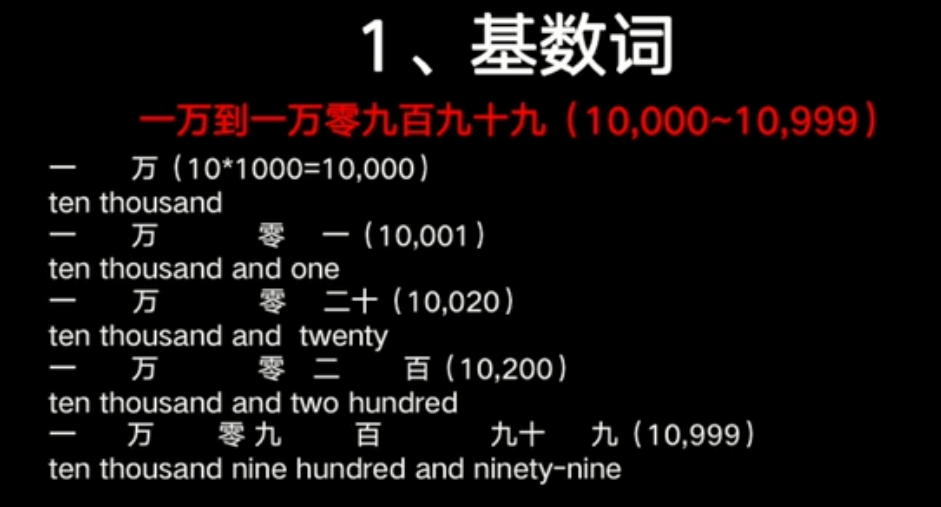 1、基数词
一万到一万零九百九十九（10,000~10,999）
一 万（10*1000=10,000）
ten thousand
一 万 零 一（10,001）
ten thousand and one
一 万 零 二十（10,020）
ten thousand and twenty
一 万 零 二 百（10,200）
ten thousand and two hundred
一 万 零 九 百 九十 九（10,999）
ten thousand nine hundred and ninety-nine